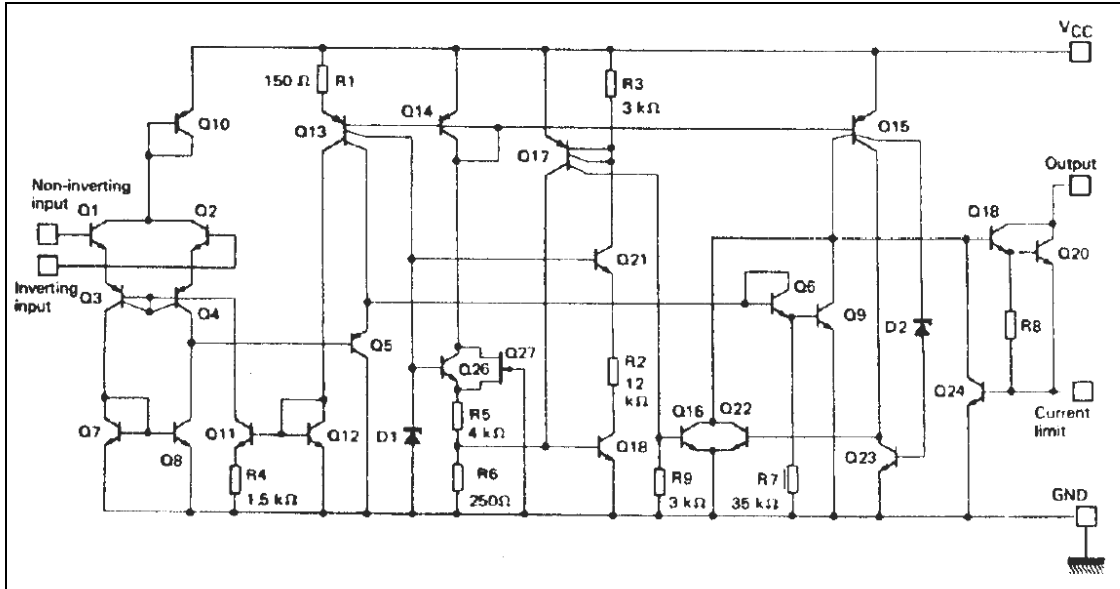 VCC
150 Ω
R1
R3
3 kΩ
Q10
Q13
Q14
Q17
Q15
Output
Non-inverting
input
Q1
Q2
Q18
Q20
Q21
Inverting
input
Q3
Q4
Q6
Q9
D2
R8
Q5
Q27
Q26
R2
12
kΩ
Q24
Current
limit
Q16
Q22
R5
4 kΩ
Q7
Q8
Q11
Q12
D1
Q18
Q23
R4
1.5 kΩ
R6
250Ω
R9
3 kΩ
R7
35 kΩ
GND